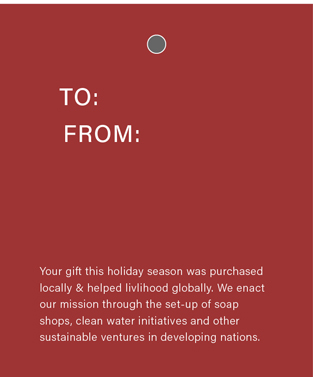 TO:
FROM:
Your gift this holiday season was purchased
locally & helped livlihood globally. We enact
our mission through the set-up of soap
shops, clean water initiatives and other
sustainable ventures in developing nations.